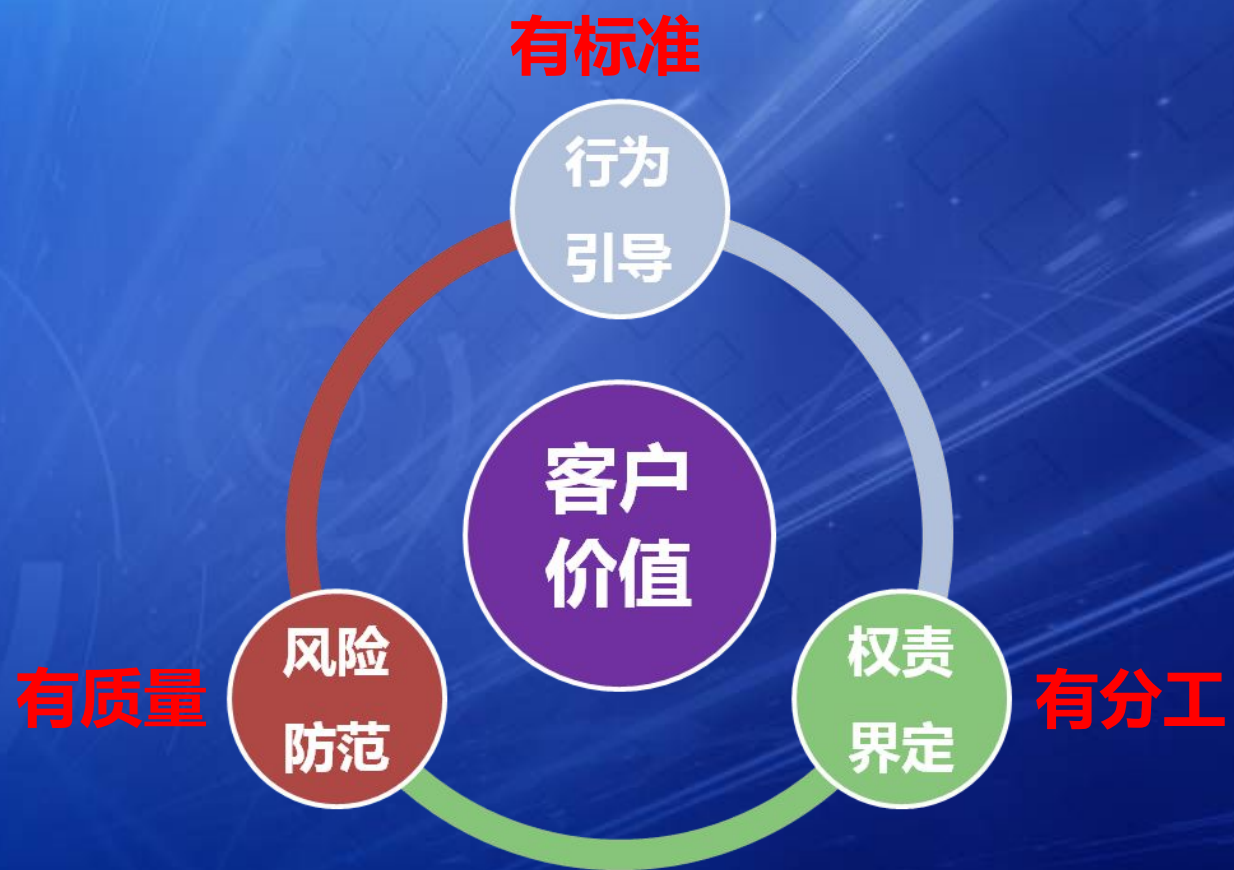 有标准
行为
引导
客户
价值
风险
防范
有质量
权责
界定
有分工